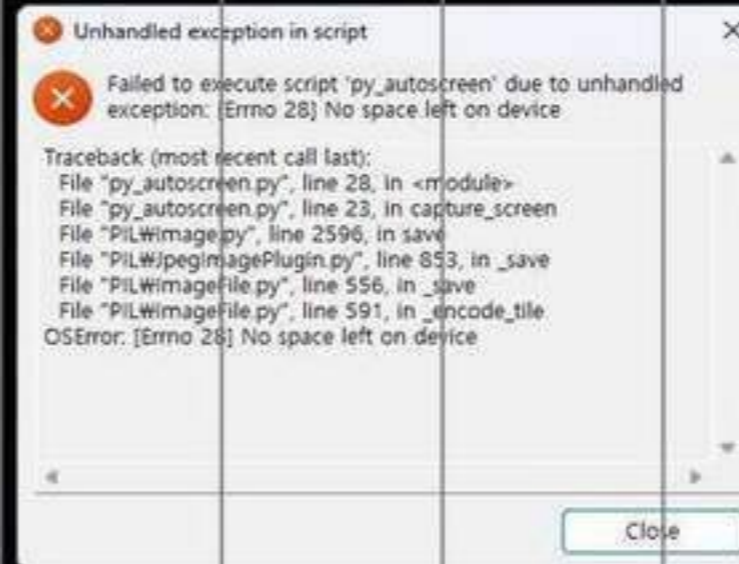 Unhandled exception in script
Failed to execute script 'py_autoscreen' due to unhandled
exception: [Errno 28] No space left on device
Traceback (most recent call last):
File "py_autoscreen.py", line 28, in <module>
File "py_autoscreen.py", line 23, in capture_screen
File "PIL₩Image.py", line 2596, in save
File "PIL₩JpegImagePlugin.py", line 853, in _save
File "PIL₩ImageFile.py", line 556, in _save
File "PIL₩ImageFile.py", line 591, in _encode_tile
OSError: [Errno 28] No space left on device
Close